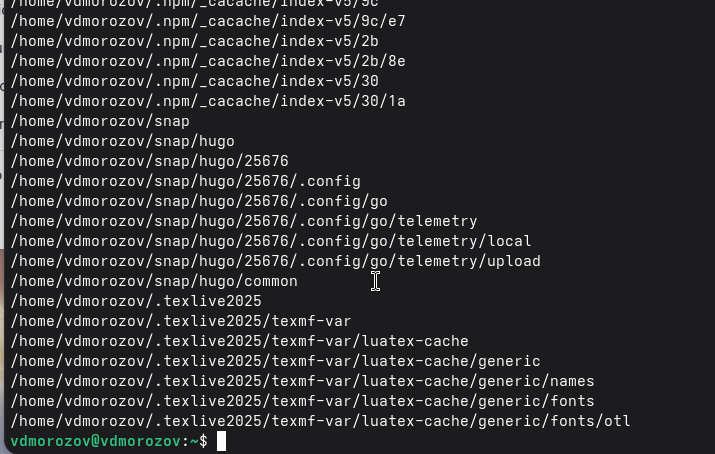 /home/vdmorozov/.npm/_cacache/index-v5/9c
/home/vdmorozov/.npm/_cacache/index-v5/9c/e7
/home/vdmorozov/.npm/_cacache/index-v5/2b
/home/vdmorozov/.npm/_cacache/index-v5/2b/8e
/home/vdmorozov/.npm/_cacache/index-v5/30
/home/vdmorozov/.npm/_cacache/index-v5/30/1a
/home/vdmorozov/snap
/home/vdmorozov/snap/hugo
/home/vdmorozov/snap/hugo/25676
/home/vdmorozov/snap/hugo/25676/.config
/home/vdmorozov/snap/hugo/25676/.config/go
/home/vdmorozov/snap/hugo/25676/.config/go/telemetry
/home/vdmorozov/snap/hugo/25676/.config/go/telemetry/local
/home/vdmorozov/snap/hugo/25676/.config/go/telemetry/upload
/home/vdmorozov/snap/hugo/common
/home/vdmorozov/.texlive2025
/home/vdmorozov/.texlive2025/texmf-var
/home/vdmorozov/.texlive2025/texmf-var/luatex-cache
/home/vdmorozov/.texlive2025/texmf-var/luatex-cache/generic
/home/vdmorozov/.texlive2025/texmf-var/luatex-cache/generic/names
/home/vdmorozov/.texlive2025/texmf-var/luatex-cache/generic/fonts
/home/vdmorozov/.texlive2025/texmf-var/luatex-cache/generic/fonts/otl
vdmorozov@vdmorozov:~$